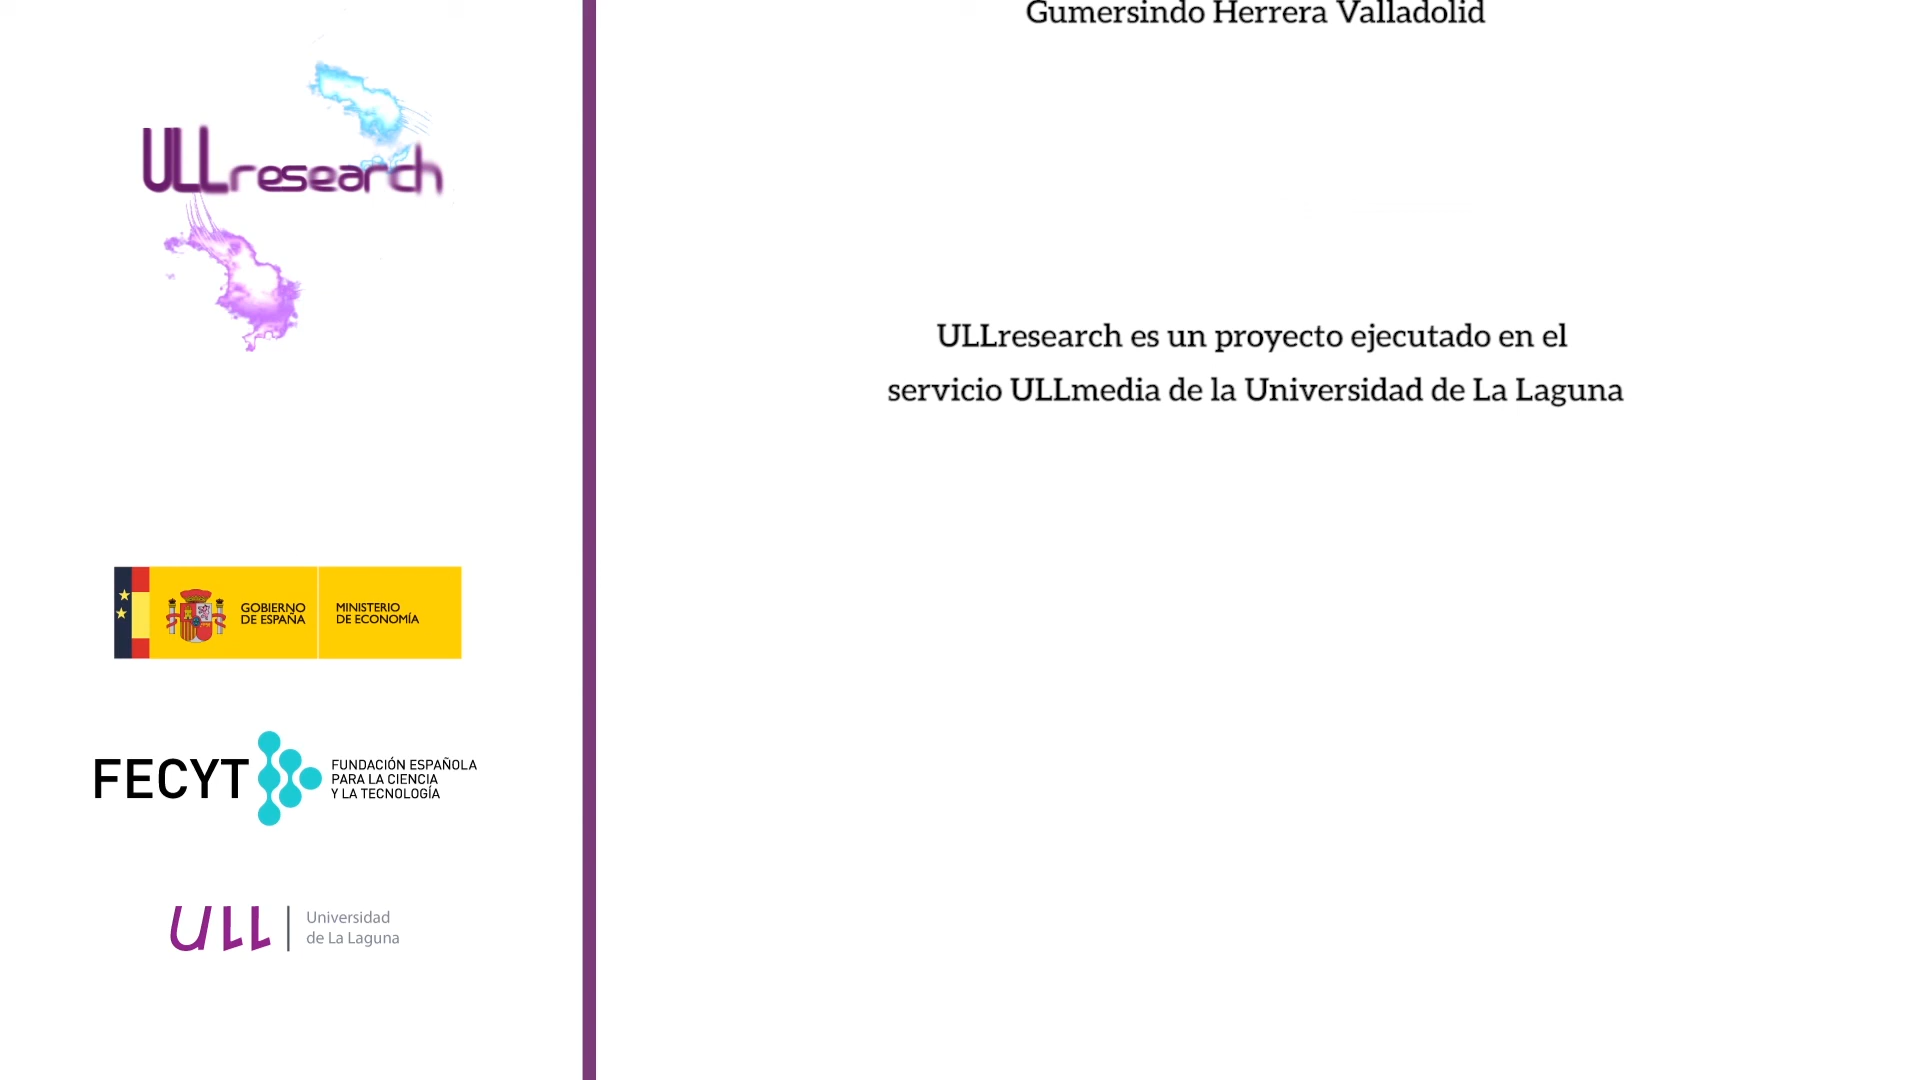 ULLresearch
GOBIERNO
DE ESPAÑA
MINISTERIO
DE ECONOMÍA
FECYT
FUNDACIÓN ESPAÑOLA
PARA LA CIENCIA
Y LA TECNOLOGÍA
ULL
Universidad
de La Laguna
Gumersindo Herrera Valladolid
ULLresearch es un proyecto ejecutado en el
servicio ULLmedia de la Universidad de La Laguna